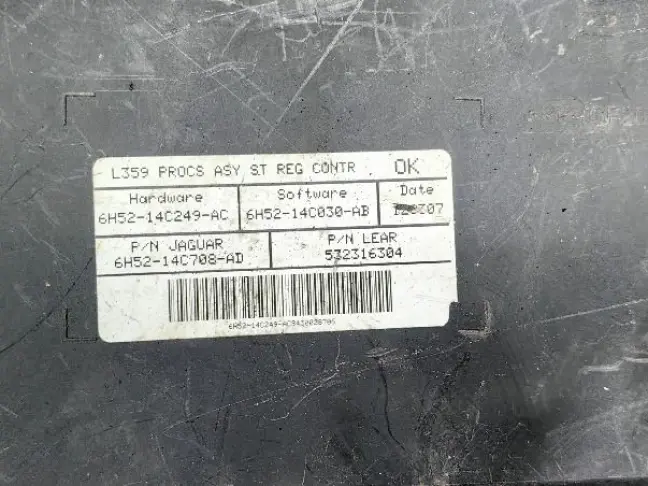 L359 PROCS ASY ST REG CONTR OK
Hardware Software Date
6H52-14C249-AC 6H52-14C030-AB
P/N JAGUAR P/N LEAR
6H52-14C708-AD 532316304